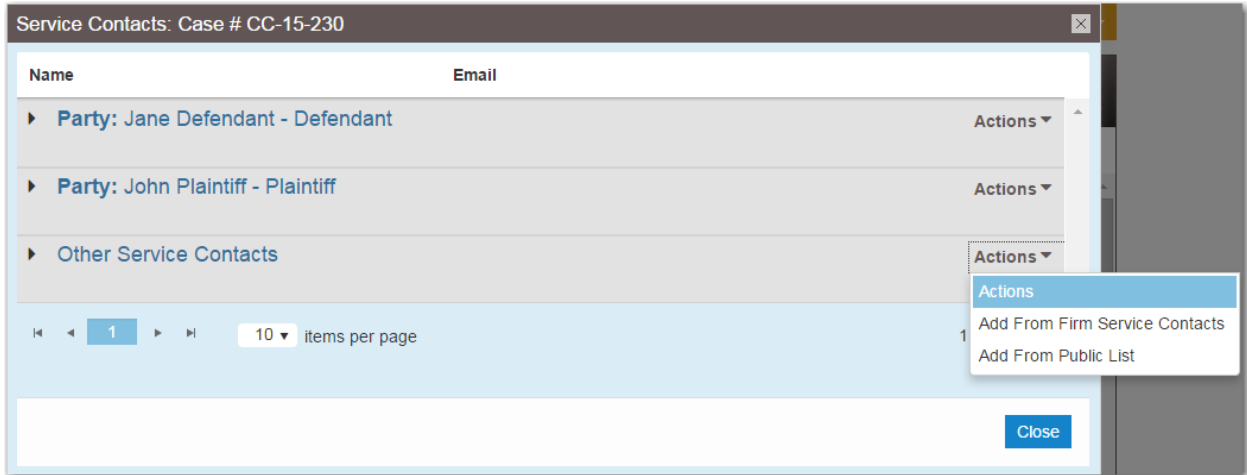 Service Contacts: Case # CC-15-230
Name Email
Party: Jane Defendant - Defendant Actions
Party: John Plaintiff - Plaintiff Actions
Other Service Contacts Actions
Actions
Add From Firm Service Contacts
Add From Public List
1 10 items per page 1
Close